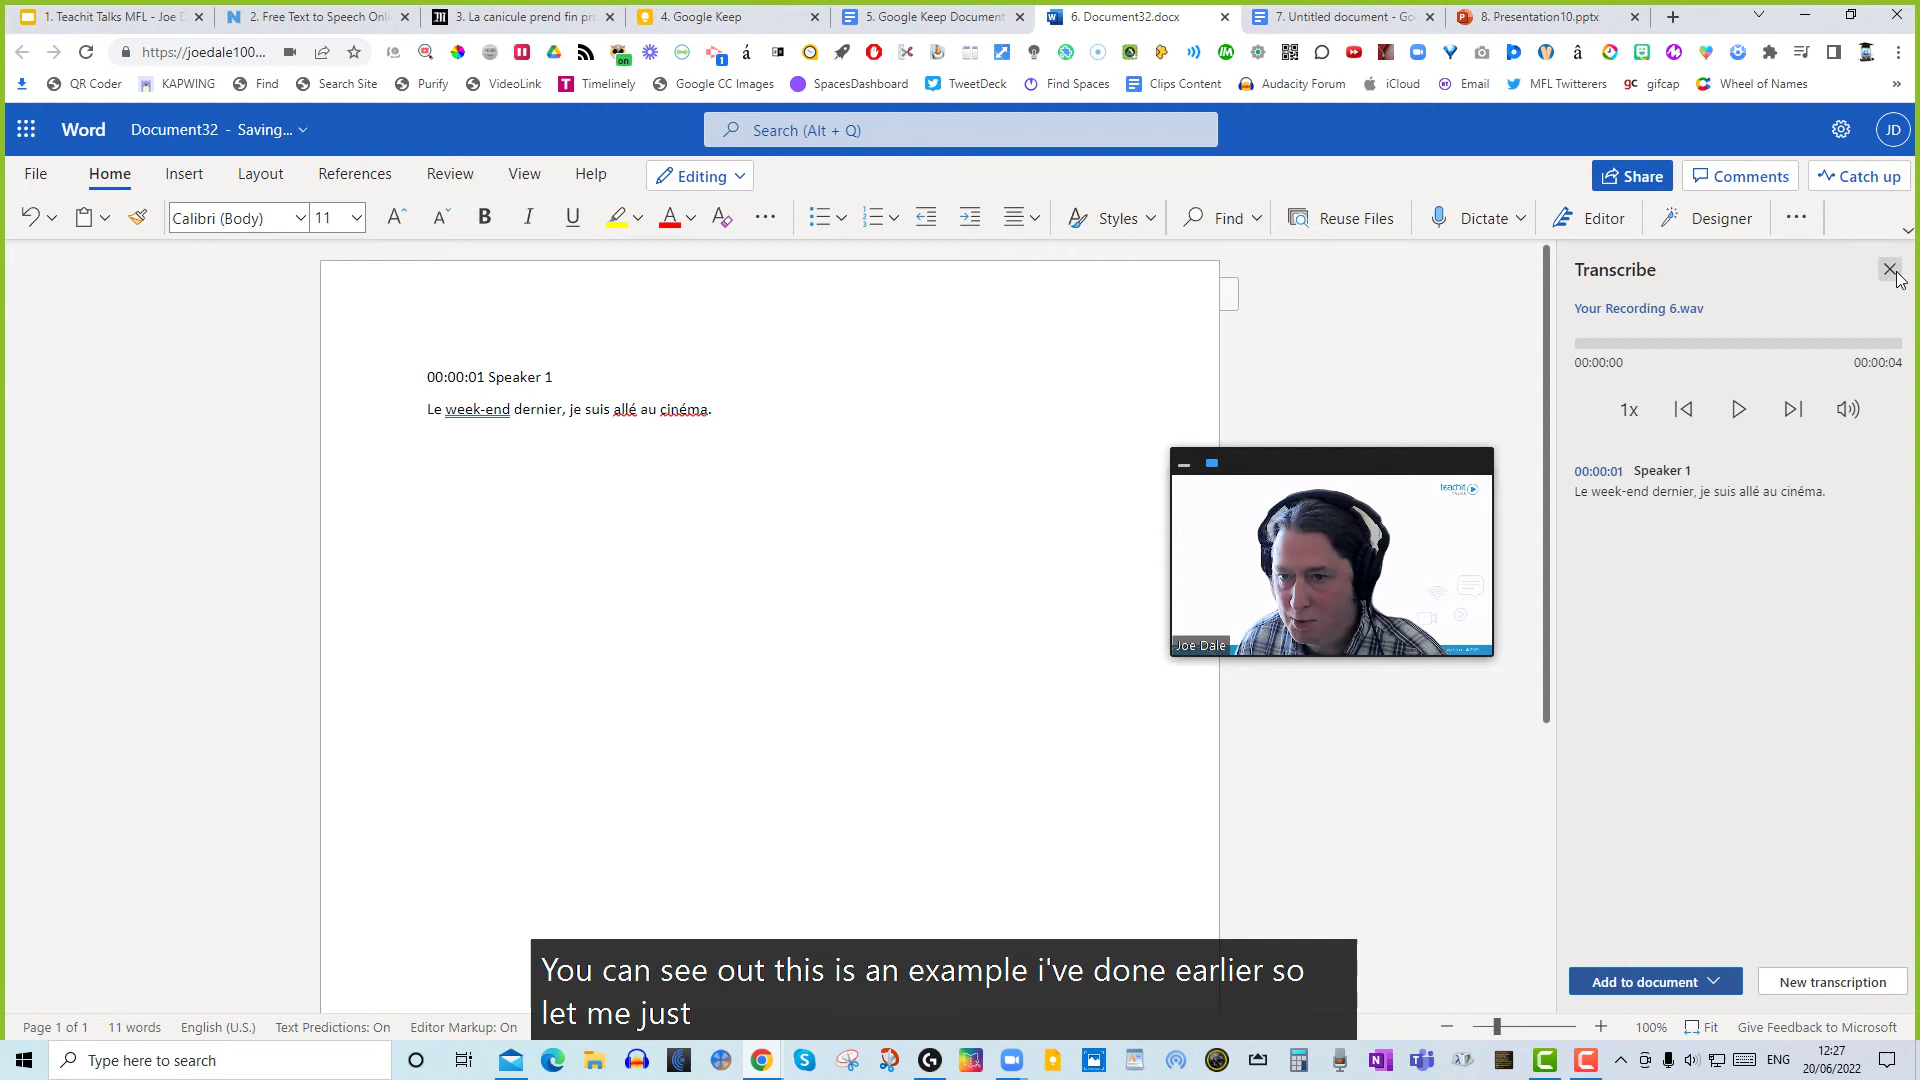 1. Teachit Talks MFL - Joe D
2. Free Text to Speech Onli
3. La canicule prend fin pro
4. Google Keep
5. Google Keep Document
6. Document32.docx
7. Untitled document - Goo
8. Presentation10.pptx
https://joedale100...
on
1
QR Coder
KAPWING
Find
Search Site
Purify
VideoLink
Timelinely
Google CC Images
SpacesDashboard
TweetDeck
Find Spaces
Clips Content
Audacity Forum
iCloud
Email
MFL Twitterers
gifcap
Wheel of Names
Word
Document32 - Saving...
Search (Alt + Q)
JD
File
Home
Insert
Layout
References
Review
View
Help
Editing
Share
Comments
Catch up
Calibri (Body)
11
Styles
Find
Reuse Files
Dictate
Editor
Designer
Transcribe
Your Recording 6.wav
00:00:00
00:00:04
1x
00:00:01 Speaker 1
Le week-end dernier, je suis allé au cinéma.
00:00:01 Speaker 1
Le week-end dernier, je suis allé au cinéma.
teachit
Joe Dale
Add to document
New transcription
You can see out this is an example i've done earlier so
let me just
Page 1 of 1
11 words
English (U.S.)
Text Predictions: On
Editor Markup: On
100%
Fit
Give Feedback to Microsoft
Type here to search
ENG
12:27
20/06/2022